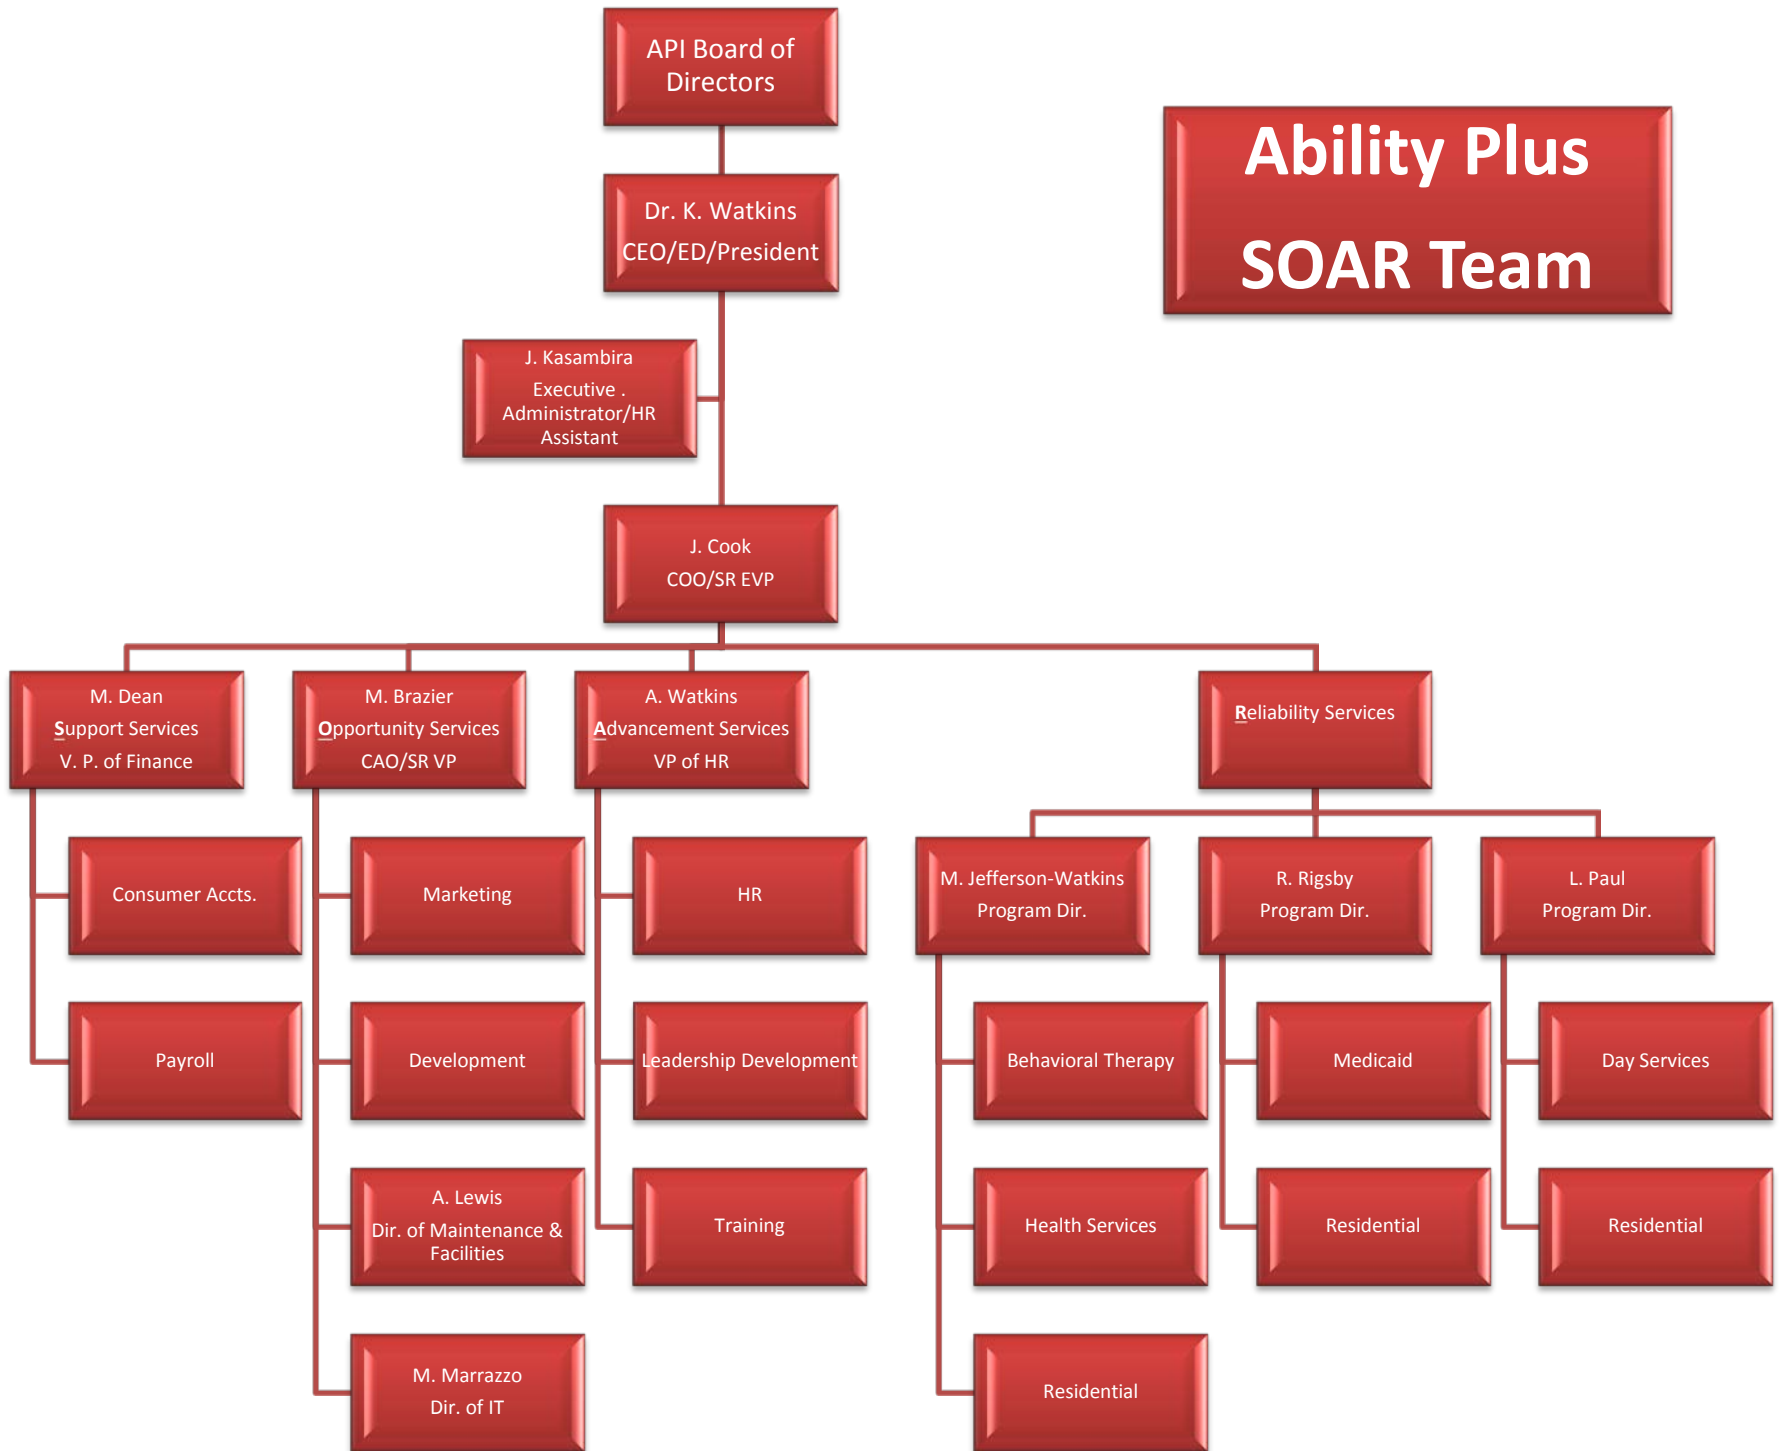 API Board of
Directors
Ability Plus
SOAR Team
Dr. K. Watkins
CEO/ED/President
J. Kasambira
Executive .
Administrator/HR
Assistant
J. Cook
COO/SR EVP
M. Dean
Support Services
V. P. of Finance
M. Brazier
Opportunity Services
CAO/SR VP
A. Watkins
Advancement Services
VP of HR
Reliability Services
Consumer Accts.
Payroll
Marketing
Development
A. Lewis
Dir. of Maintenance &
Facilities
M. Marrazzo
Dir. of IT
HR
Leadership Development
Training
M. Jefferson-Watkins
Program Dir.
Behavioral Therapy
Health Services
Residential
R. Rigsby
Program Dir.
Medicaid
Residential
L. Paul
Program Dir.
Day Services
Residential